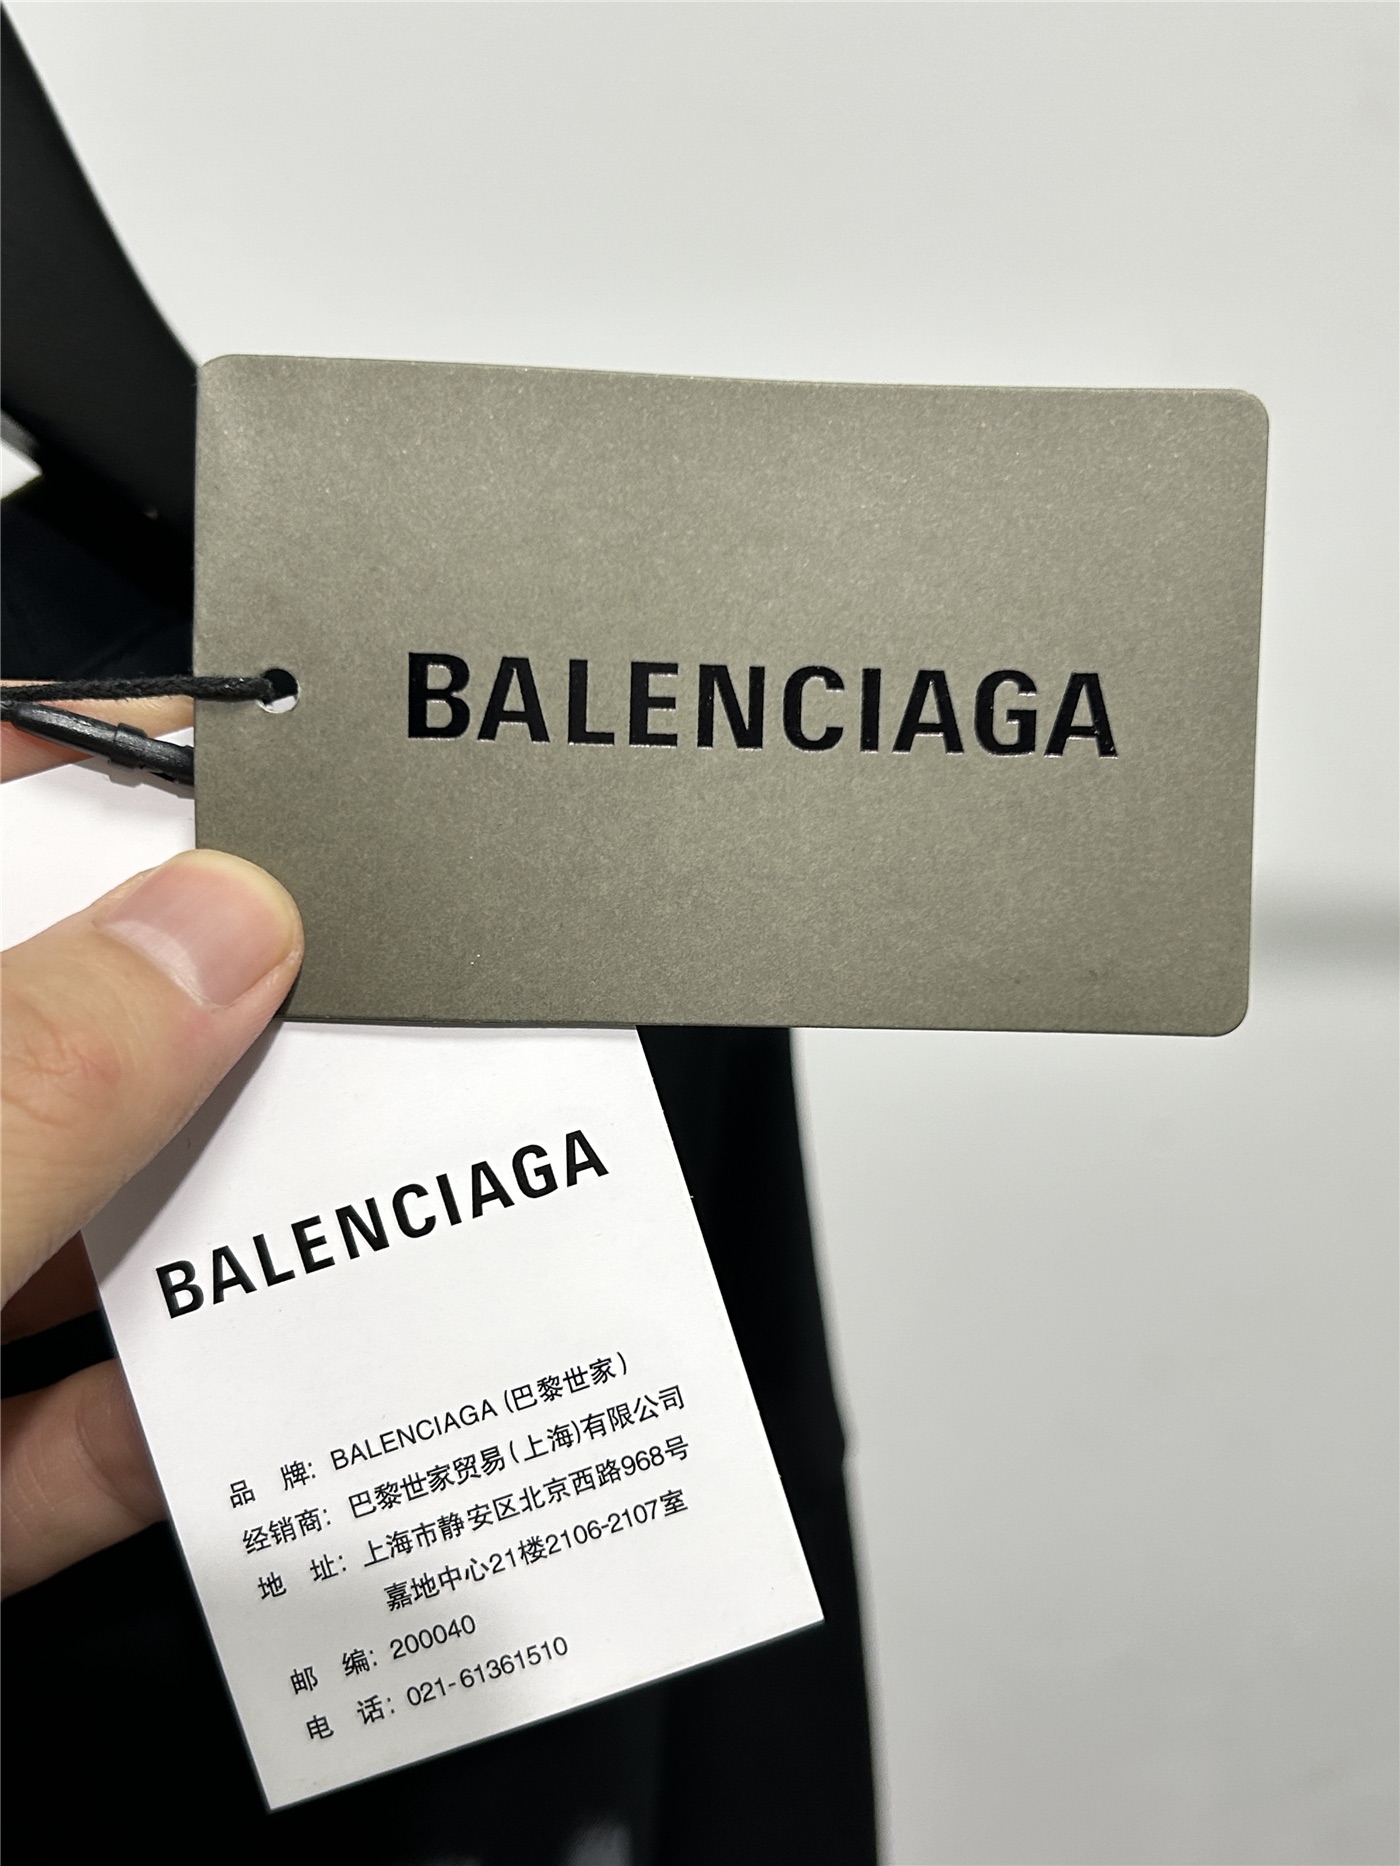 BALENCIAGA
BALENCIAGA
品 牌: BALENCIAGA (巴黎世家)
经销商: 巴黎世家贸易(上海)有限公司
地 址: 上海市静安区北京西路968号
嘉地中心21楼2106-2107室
邮 编: 200040
电 话: 021-61361510